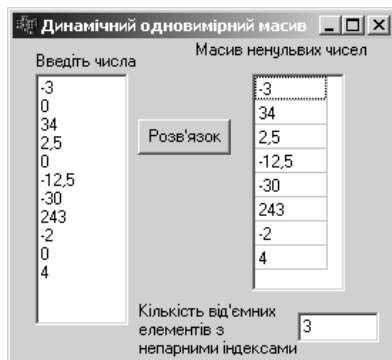 Динамічний одновимірний масив
Введіть числа
Масив ненульвих чисел
-3
0
34
2,5
0
-12,5
-30
243
-2
0
4
Розв'язок
-3
34
2,5
-12,5
-30
243
-2
4
Кількість від'ємних
елементів з
непарними індексами
3